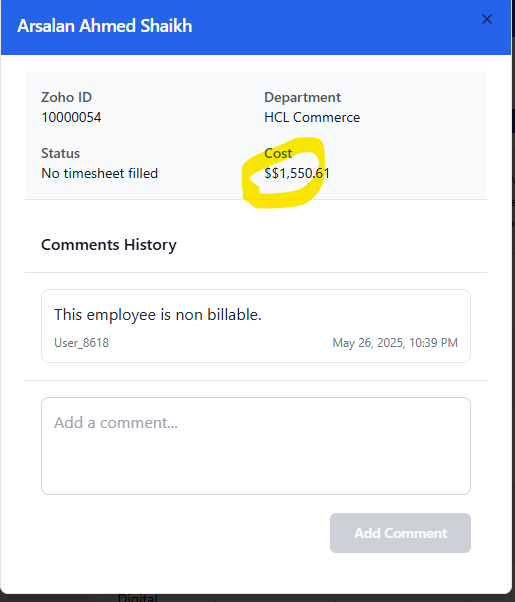 Arsalan Ahmed Shaikh
×
Zoho ID
Department
10000054
HCL Commerce
Status
Cost
No timesheet filled
$$1,550.61
Comments History
This employee is non billable.
User_8618
May 26, 2025, 10:39 PM
Add a comment...
Add Comment
Digital